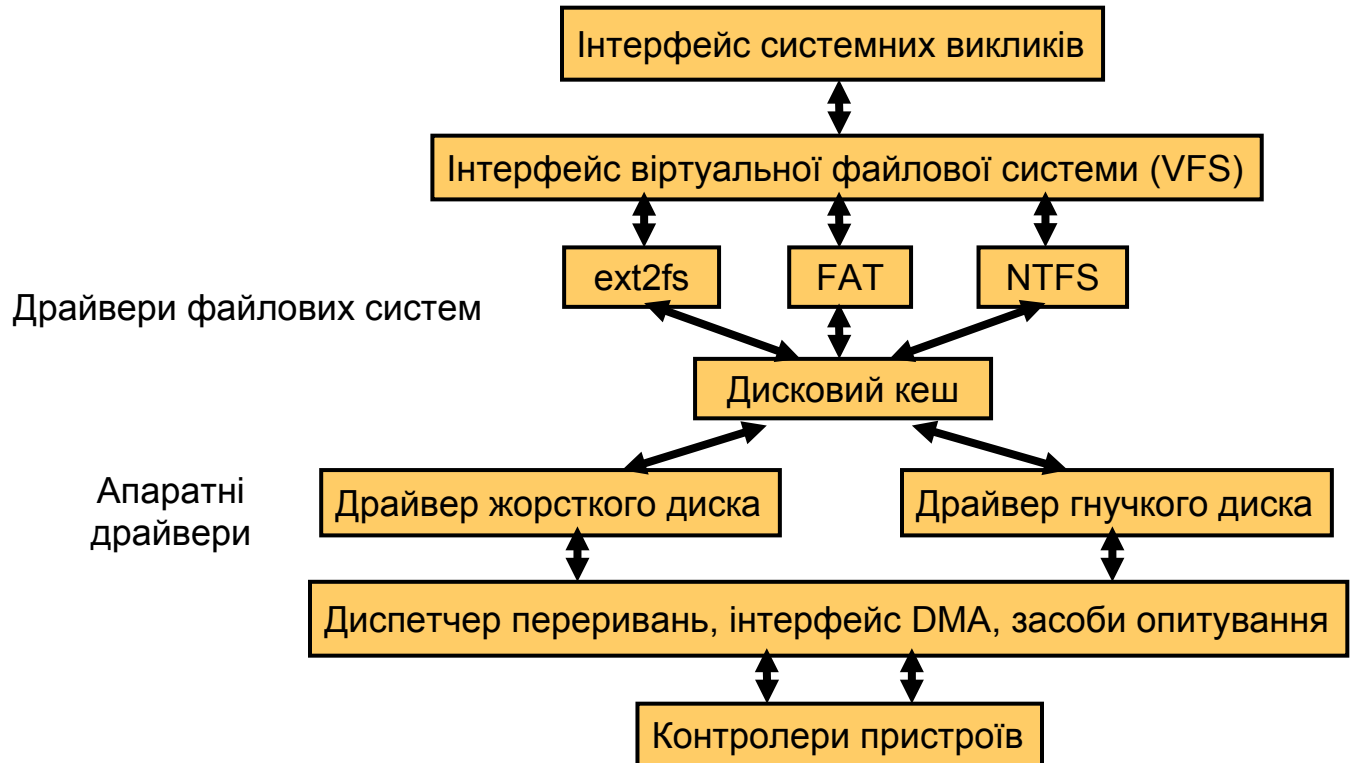 Інтерфейс системних викликів
Інтерфейс віртуальної файлової системи (VFS)
ext2fs
FAT
NTFS
Драйвери файлових систем
Дисковий кеш
Апаратні
драйвери
Драйвер жорсткого диска
Драйвер гнучкого диска
Диспетчер переривань, інтерфейс DMA, засоби опитування
Контролери пристроїв